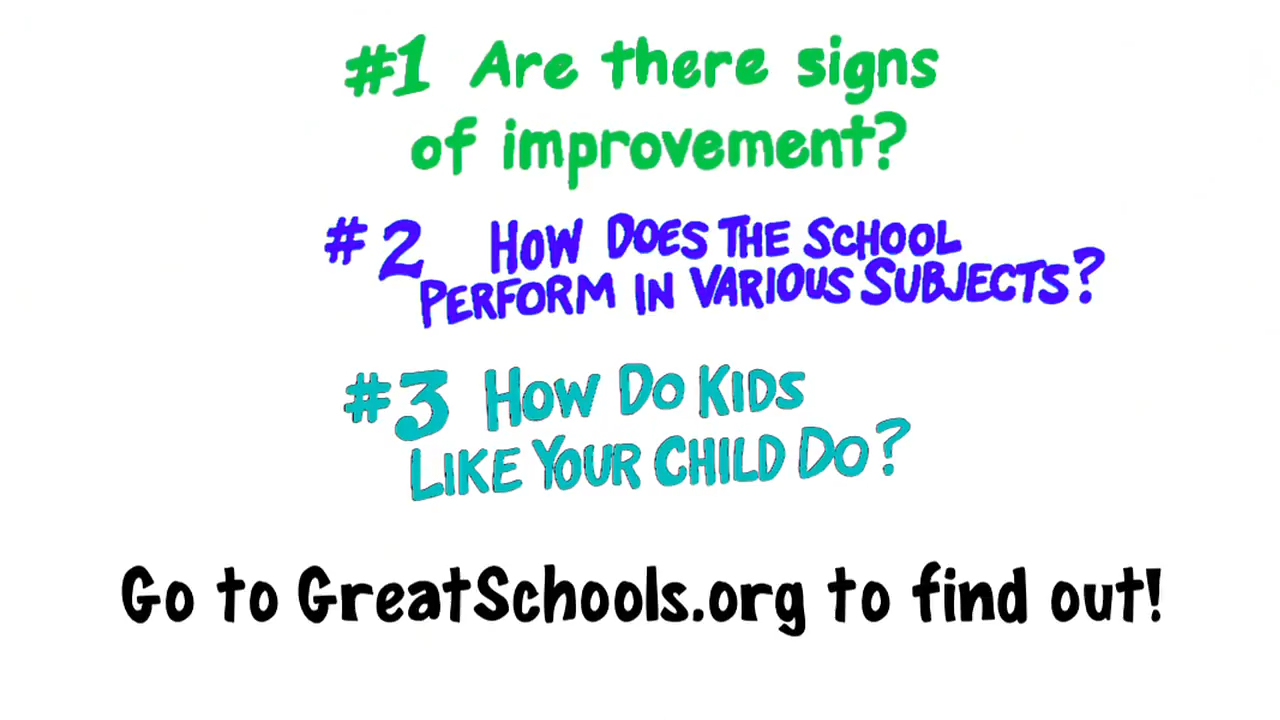 #1 Are there signs
of improvement?
#2 HOW DOES THE SCHOOL
PERFORM IN VARIOUS SUBJECTS?
#3 HOW DO KIDS
LIKE YOUR CHILD DO?
Go to GreatSchools.org to find out!